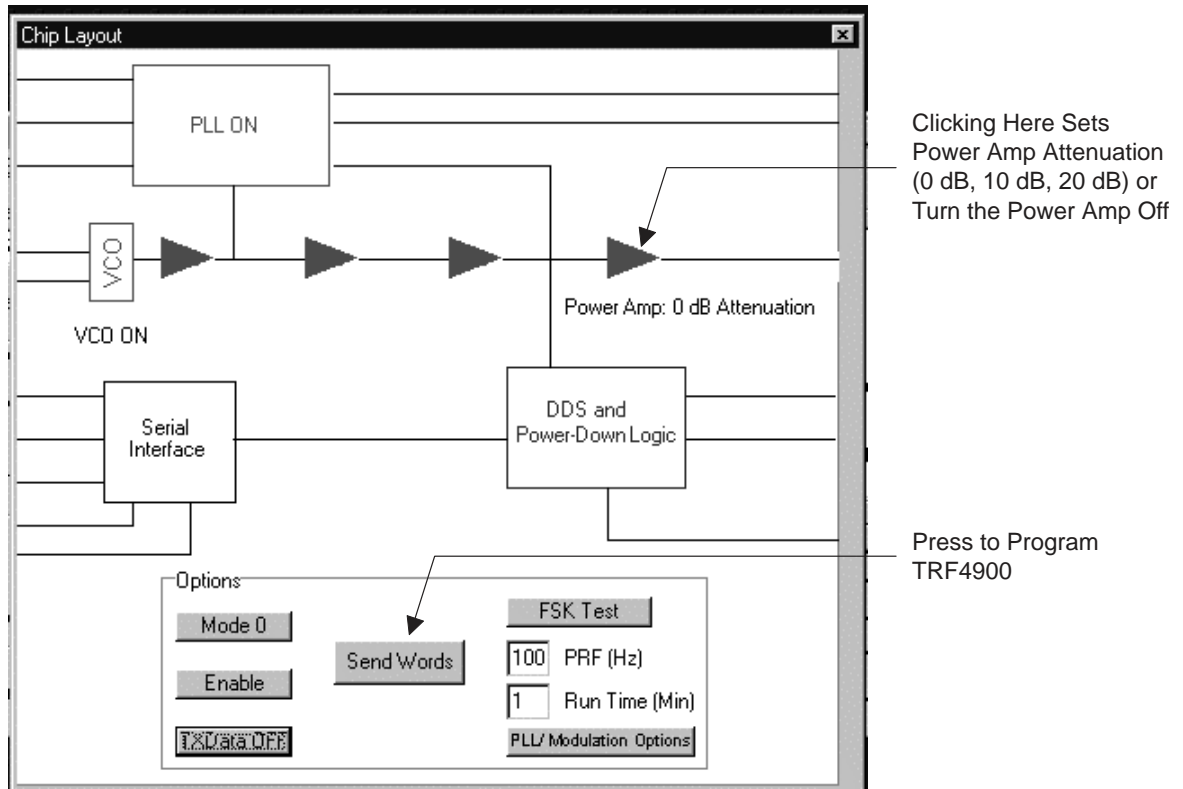 Chip Layout
PLL ON
Clicking Here Sets
Power Amp Attenuation
(0 dB, 10 dB, 20 dB) or
Turn the Power Amp Off
VCO
Power Amp: 0 dB Attenuation
VCO ON
Serial
Interface
DDS and
Power-Down Logic
Press to Program
TRF4900
Options
Mode 0
Send Words
FSK Test
100 PRF (Hz)
Enable
1 Run Time (Min)
TXData OFF
PLL/ Modulation Options